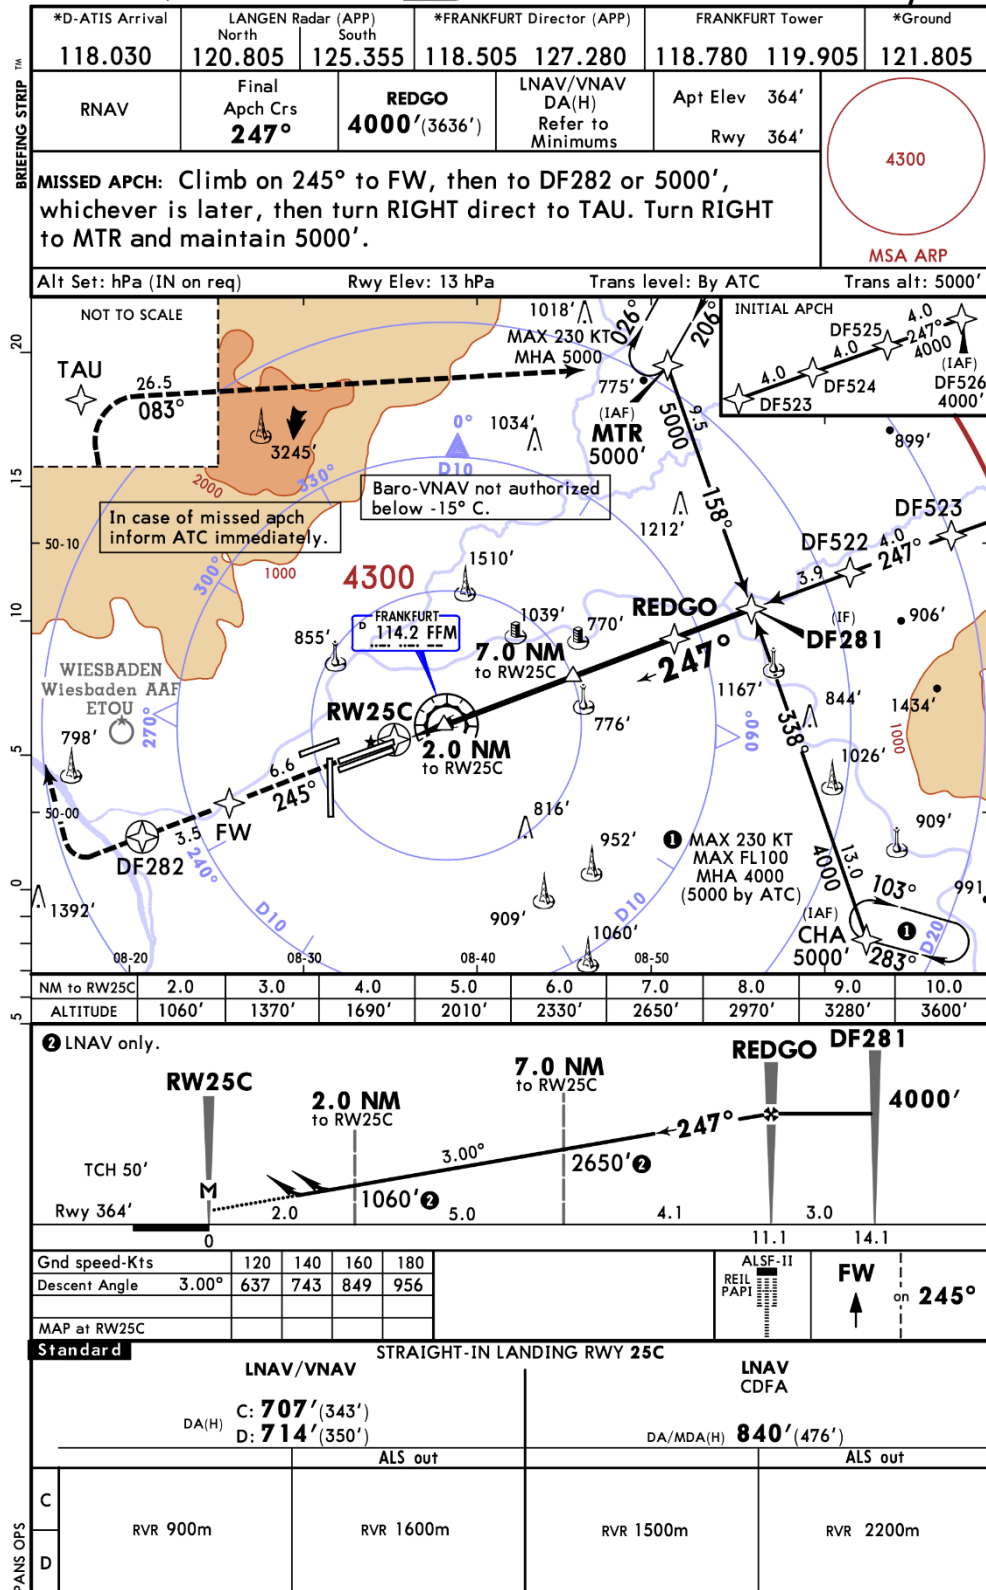 *D-ATIS Arrival
118.030
LANGEN Radar (APP)
North
120.805
South
125.355
*FRANKFURT Director (APP)
118.505 127.280
FRANKFURT Tower
118.780 119.905
*Ground
121.805
BRIEFING STRIP ™
RNAV
Final
Apch Crs
247°
REDGO
4000'(3636')
LNAV/VNAV
DA(H)
Refer to
Minimums
Apt Elev 364'
Rwy 364'
4300
MSA ARP
MISSED APCH: Climb on 245° to FW, then to DF282 or 5000',
whichever is later, then turn RIGHT direct to TAU. Turn RIGHT
to MTR and maintain 5000'.
Alt Set: hPa (IN on req)
Rwy Elev: 13 hPa
Trans level: By ATC
Trans alt: 5000'
NOT TO SCALE
TAU
26.5
083°
3245'
2000
1018'
MAX 230 KT
MHA 5000
026°
206°
775'
(IAF)
MTR
5000'
9.5
5000
158°
INITIAL APCH
4.0
DF525
247°
4000
4.0
(IAF)
DF526
4000'
DF524
4.0
DF523
899'
1034'
0°
D10
330°
Baro-VNAV not authorized
below -15° C.
In case of missed apch
inform ATC immediately.
1212'
DF523
4.0
247°
DF522
3.9
50-10
300°
1000
4300
1510'
REDGO
(IF)
DF281
906'
FRANKFURT
D 114.2 FFM
1039'
770'
855'
7.0 NM
to RW25C
247°
1167'
844'
1434'
1000
WIESBADEN
Wiesbaden AAF
ETOU
270°
RW25C
776'
338°
090°
798'
2.0 NM
to RW25C
1026'
6.6
245°
50-00
FW
3.5
DF282
240°
816'
952'
1 MAX 230 KT
MAX FL100
MHA 4000
(5000 by ATC)
909'
13.0
4000
103°
991
1392'
D10
909'
1060'
D10
(IAF)
CHA
5000'
1
283°
D20
08-20
08-30
08-40
08-50
20
15
10
5
0
5
NM to RW25C 2.0 3.0 4.0 5.0 6.0 7.0 8.0 9.0 10.0
ALTITUDE 1060' 1370' 1690' 2010' 2330' 2650' 2970' 3280' 3600'
2 LNAV only.
RW25C
2.0 NM
to RW25C
7.0 NM
to RW25C
REDGO
DF281
4000'
247°
3.00°
2650' 2
TCH 50'
M
1060' 2
Rwy 364'
2.0 5.0 4.1 3.0
0 11.1 14.1
Gnd speed-Kts 120 140 160 180
Descent Angle 3.00° 637 743 849 956
MAP at RW25C
ALSF-II
REIL
PAPI
FW
on 245°
Standard
STRAIGHT-IN LANDING RWY 25C
LNAV/VNAV
DA(H)
C: 707'(343')
D: 714'(350')
LNAV
CDFA
DA/MDA(H) 840'(476')
ALS out
ALS out
C
D
RVR 900m
RVR 1600m
RVR 1500m
RVR 2200m
PANS OPS